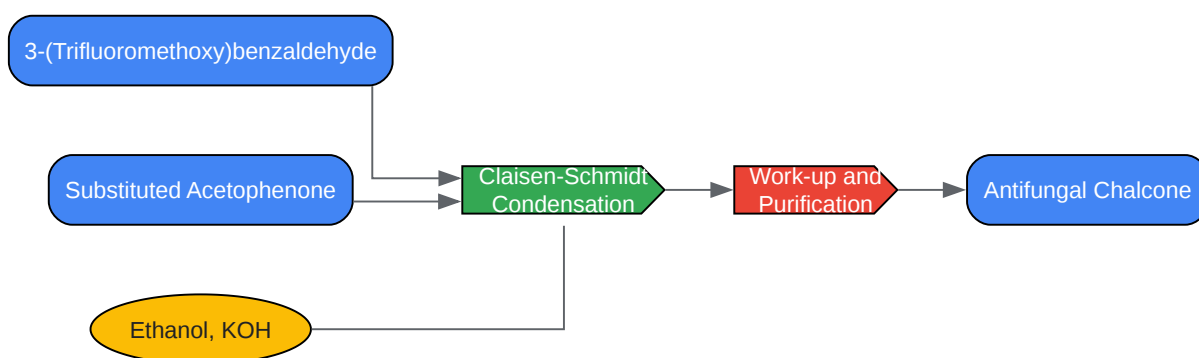 3-(Trifluoromethoxy)benzaldehyde
Substituted Acetophenone
Claisen-Schmidt
Condensation
Work-up and
Purification
Antifungal Chalcone
Ethanol, KOH